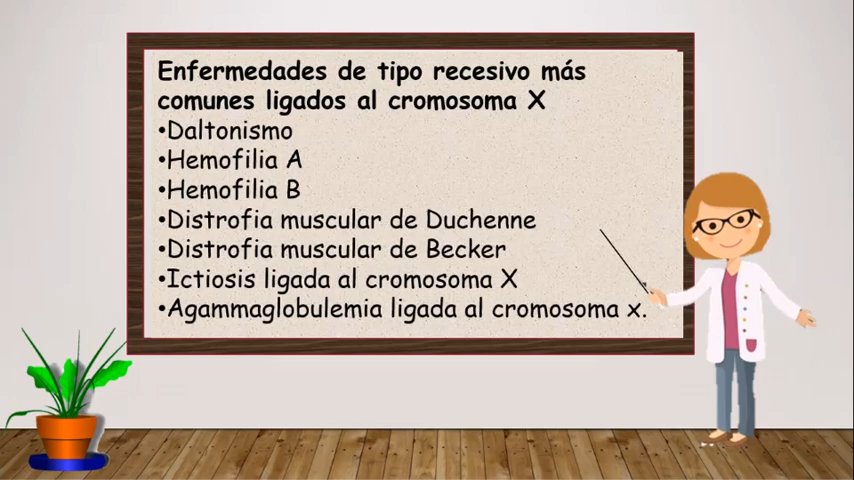 Enfermedades de tipo recesivo más
comunes ligados al cromosoma X
•Daltonismo
•Hemofilia A
•Hemofilia B
•Distrofia muscular de Duchenne
•Distrofia muscular de Becker
•Ictiosis ligada al cromosoma X
•Agammaglobulemia ligada al cromosoma x.